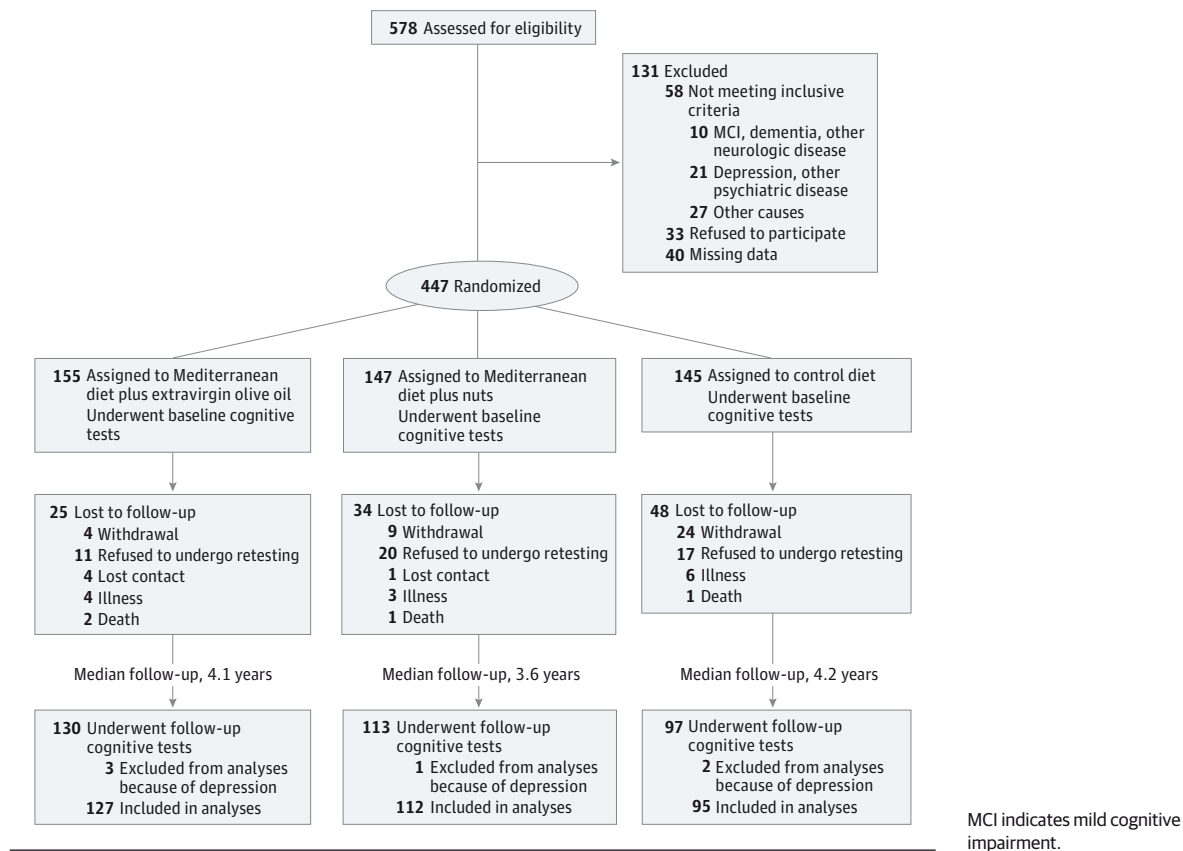 578 Assessed for eligibility
131 Excluded
58 Not meeting inclusive
criteria
10 MCI, dementia, other
neurologic disease
21 Depression, other
psychiatric disease
27 Other causes
33 Refused to participate
40 Missing data
447 Randomized
155 Assigned to Mediterranean
diet plus extravirgin olive oil
Underwent baseline cognitive
tests
147 Assigned to Mediterranean
diet plus nuts
Underwent baseline
cognitive tests
145 Assigned to control diet
Underwent baseline
cognitive tests
25 Lost to follow-up
4 Withdrawal
11 Refused to undergo retesting
4 Lost contact
4 Illness
2 Death
34 Lost to follow-up
9 Withdrawal
20 Refused to undergo retesting
1 Lost contact
3 Illness
1 Death
48 Lost to follow-up
24 Withdrawal
17 Refused to undergo retesting
6 Illness
1 Death
Median follow-up, 4.1 years
Median follow-up, 3.6 years
Median follow-up, 4.2 years
130 Underwent follow-up
cognitive tests
3 Excluded from analyses
because of depression
127 Included in analyses
113 Underwent follow-up
cognitive tests
1 Excluded from analyses
because of depression
112 Included in analyses
97 Underwent follow-up
cognitive tests
2 Excluded from analyses
because of depression
95 Included in analyses
MCI indicates mild cognitive
impairment.